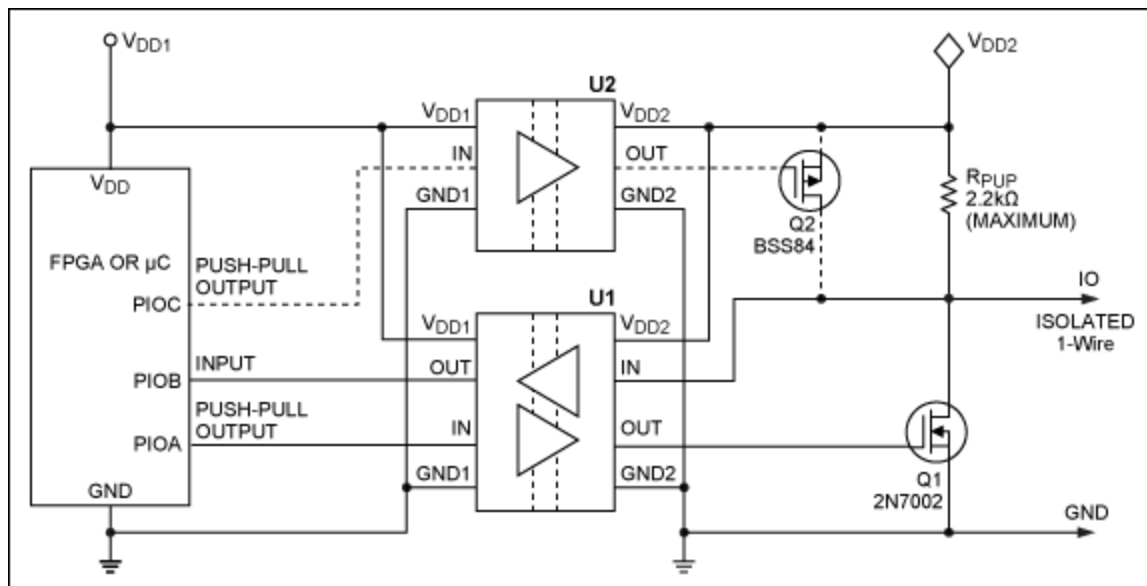 VDD1
VDD2
U2
VDD1
VDD2
IN
OUT
GND1
GND2
VDD
RPUP
2.2kΩ
(MAXIMUM)
Q2
BSS84
FPGA OR µC
PUSH-PULL
OUTPUT
PIOC
U1
IO
ISOLATED
1-Wire
VDD1
VDD2
INPUT
PIOB
OUT
IN
PUSH-PULL
OUTPUT
PIOA
IN
OUT
GND1
GND2
Q1
2N7002
GND
GND